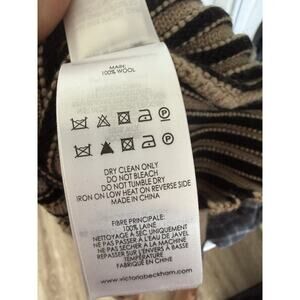 MAIN:
100% WOOL
DRY CLEAN ONLY
DO NOT BLEACH
DO NOT TUMBLE DRY
IRON ON LOW HEAT ON REVERSE SIDE
MADE IN CHINA
FIBRE PRINCIPALE:
100% LAINE
NETTOYAGE A SEC UNIQUEMENT
NE PAS PASSER A L'EAU DE JAVEL
NE PAS SECHER A LA MACHINE
REPASSER SUR L'ENVERS A BASSE
TEMPERATURE
FABRIQUE EN CHINE
www.victoriabeckham.com